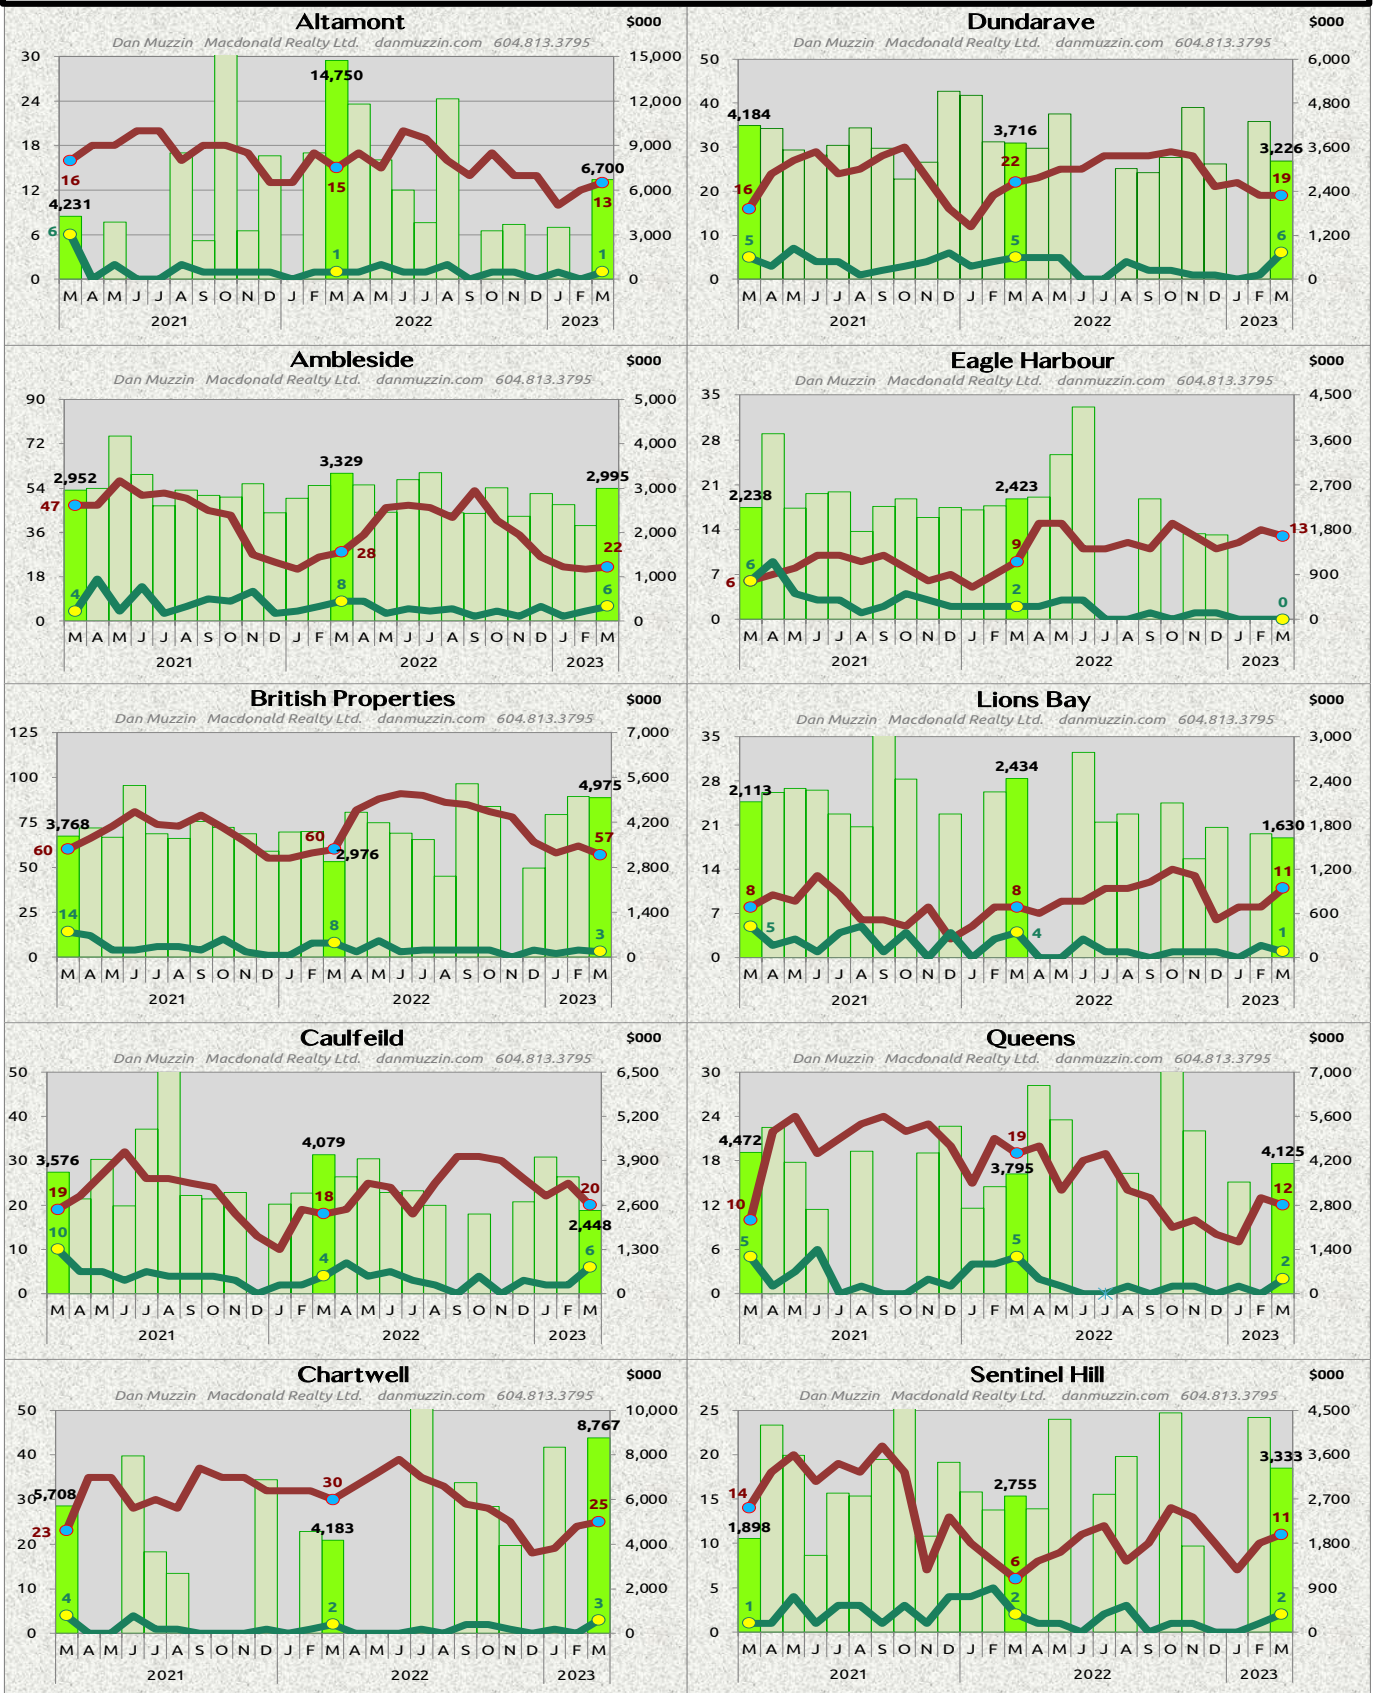 Altamont $000
Dan Muzzin Macdonald Realty Ltd. danmuzzin.com 604.813.3795
30 15,000
14,750
24 12,000
18 9,000
16 15 6,700
12 6,000
4,231 13
6 6 3,000
1 1
0 0
M A M J J A S O N D J F M A M J J A S O N D J F M
2021 2022 2023
Dundarave $000
Dan Muzzin Macdonald Realty Ltd. danmuzzin.com 604.813.3795
50 6,000
40 4,800
4,184 3,716 3,226
30 3,600
16 22 19
20 2,400
10 1,200
5 5 6
0 0
M A M J J A S O N D J F M A M J J A S O N D J F M
2021 2022 2023
Ambleside $000
Dan Muzzin Macdonald Realty Ltd. danmuzzin.com 604.813.3795
90 5,000
72 4,000
2,952 3,329 2,995
54 3,000
47 28 22
36 2,000
18 1,000
4 8 6
0 0
M A M J J A S O N D J F M A M J J A S O N D J F M
2021 2022 2023
Eagle Harbour $000
Dan Muzzin Macdonald Realty Ltd. danmuzzin.com 604.813.3795
35 4,500
28 3,600
21 2,700
2,238 2,423
14 1,800
9 13
7 900
6 6 2 0
0 0
M A M J J A S O N D J F M A M J J A S O N D J F M
2021 2022 2023
British Properties $000
Dan Muzzin Macdonald Realty Ltd. danmuzzin.com 604.813.3795
125 7,000
100 5,600
4,975
75 4,200
3,768 60 57
60 2,976
50 2,800
25 1,400
14 8 3
0 0
M A M J J A S O N D J F M A M J J A S O N D J F M
2021 2022 2023
Lions Bay $000
Dan Muzzin Macdonald Realty Ltd. danmuzzin.com 604.813.3795
35 3,000
2,434
28 2,400
2,113 1,630
21 1,800
14 1,200
8 8 11
7 600
5 4 1
0 0
M A M J J A S O N D J F M A M J J A S O N D J F M
2021 2022 2023
Caulfeild $000
Dan Muzzin Macdonald Realty Ltd. danmuzzin.com 604.813.3795
50 6,500
40 5,200
4,079
30 3,900
3,576
19 18 20
20 2,600
10 2,448
10 1,300
4 6
0 0
M A M J J A S O N D J F M A M J J A S O N D J F M
2021 2022 2023
Queens $000
Dan Muzzin Macdonald Realty Ltd. danmuzzin.com 604.813.3795
30 7,000
24 5,600
4,472 19 4,125
18 4,200
3,795
10 12
12 2,800
6 1,400
5 5 2
0 0
M A M J J A S O N D J F M A M J J A S O N D J F M
2021 2022 2023
Chartwell $000
Dan Muzzin Macdonald Realty Ltd. danmuzzin.com 604.813.3795
50 10,000
8,767
40 8,000
30 6,000
5,708 30 25
23 4,183
20 4,000
10 2,000
4 2 3
0 0
M A M J J A S O N D J F M A M J J A S O N D J F M
2021 2022 2023
Sentinel Hill $000
Dan Muzzin Macdonald Realty Ltd. danmuzzin.com 604.813.3795
25 4,500
20 3,600
3,333
2,755
15 2,700
14 11
1,898
10 1,800
6
5 900
1 2 2
0 0
M A M J J A S O N D J F M A M J J A S O N D J F M
2021 2022 2023